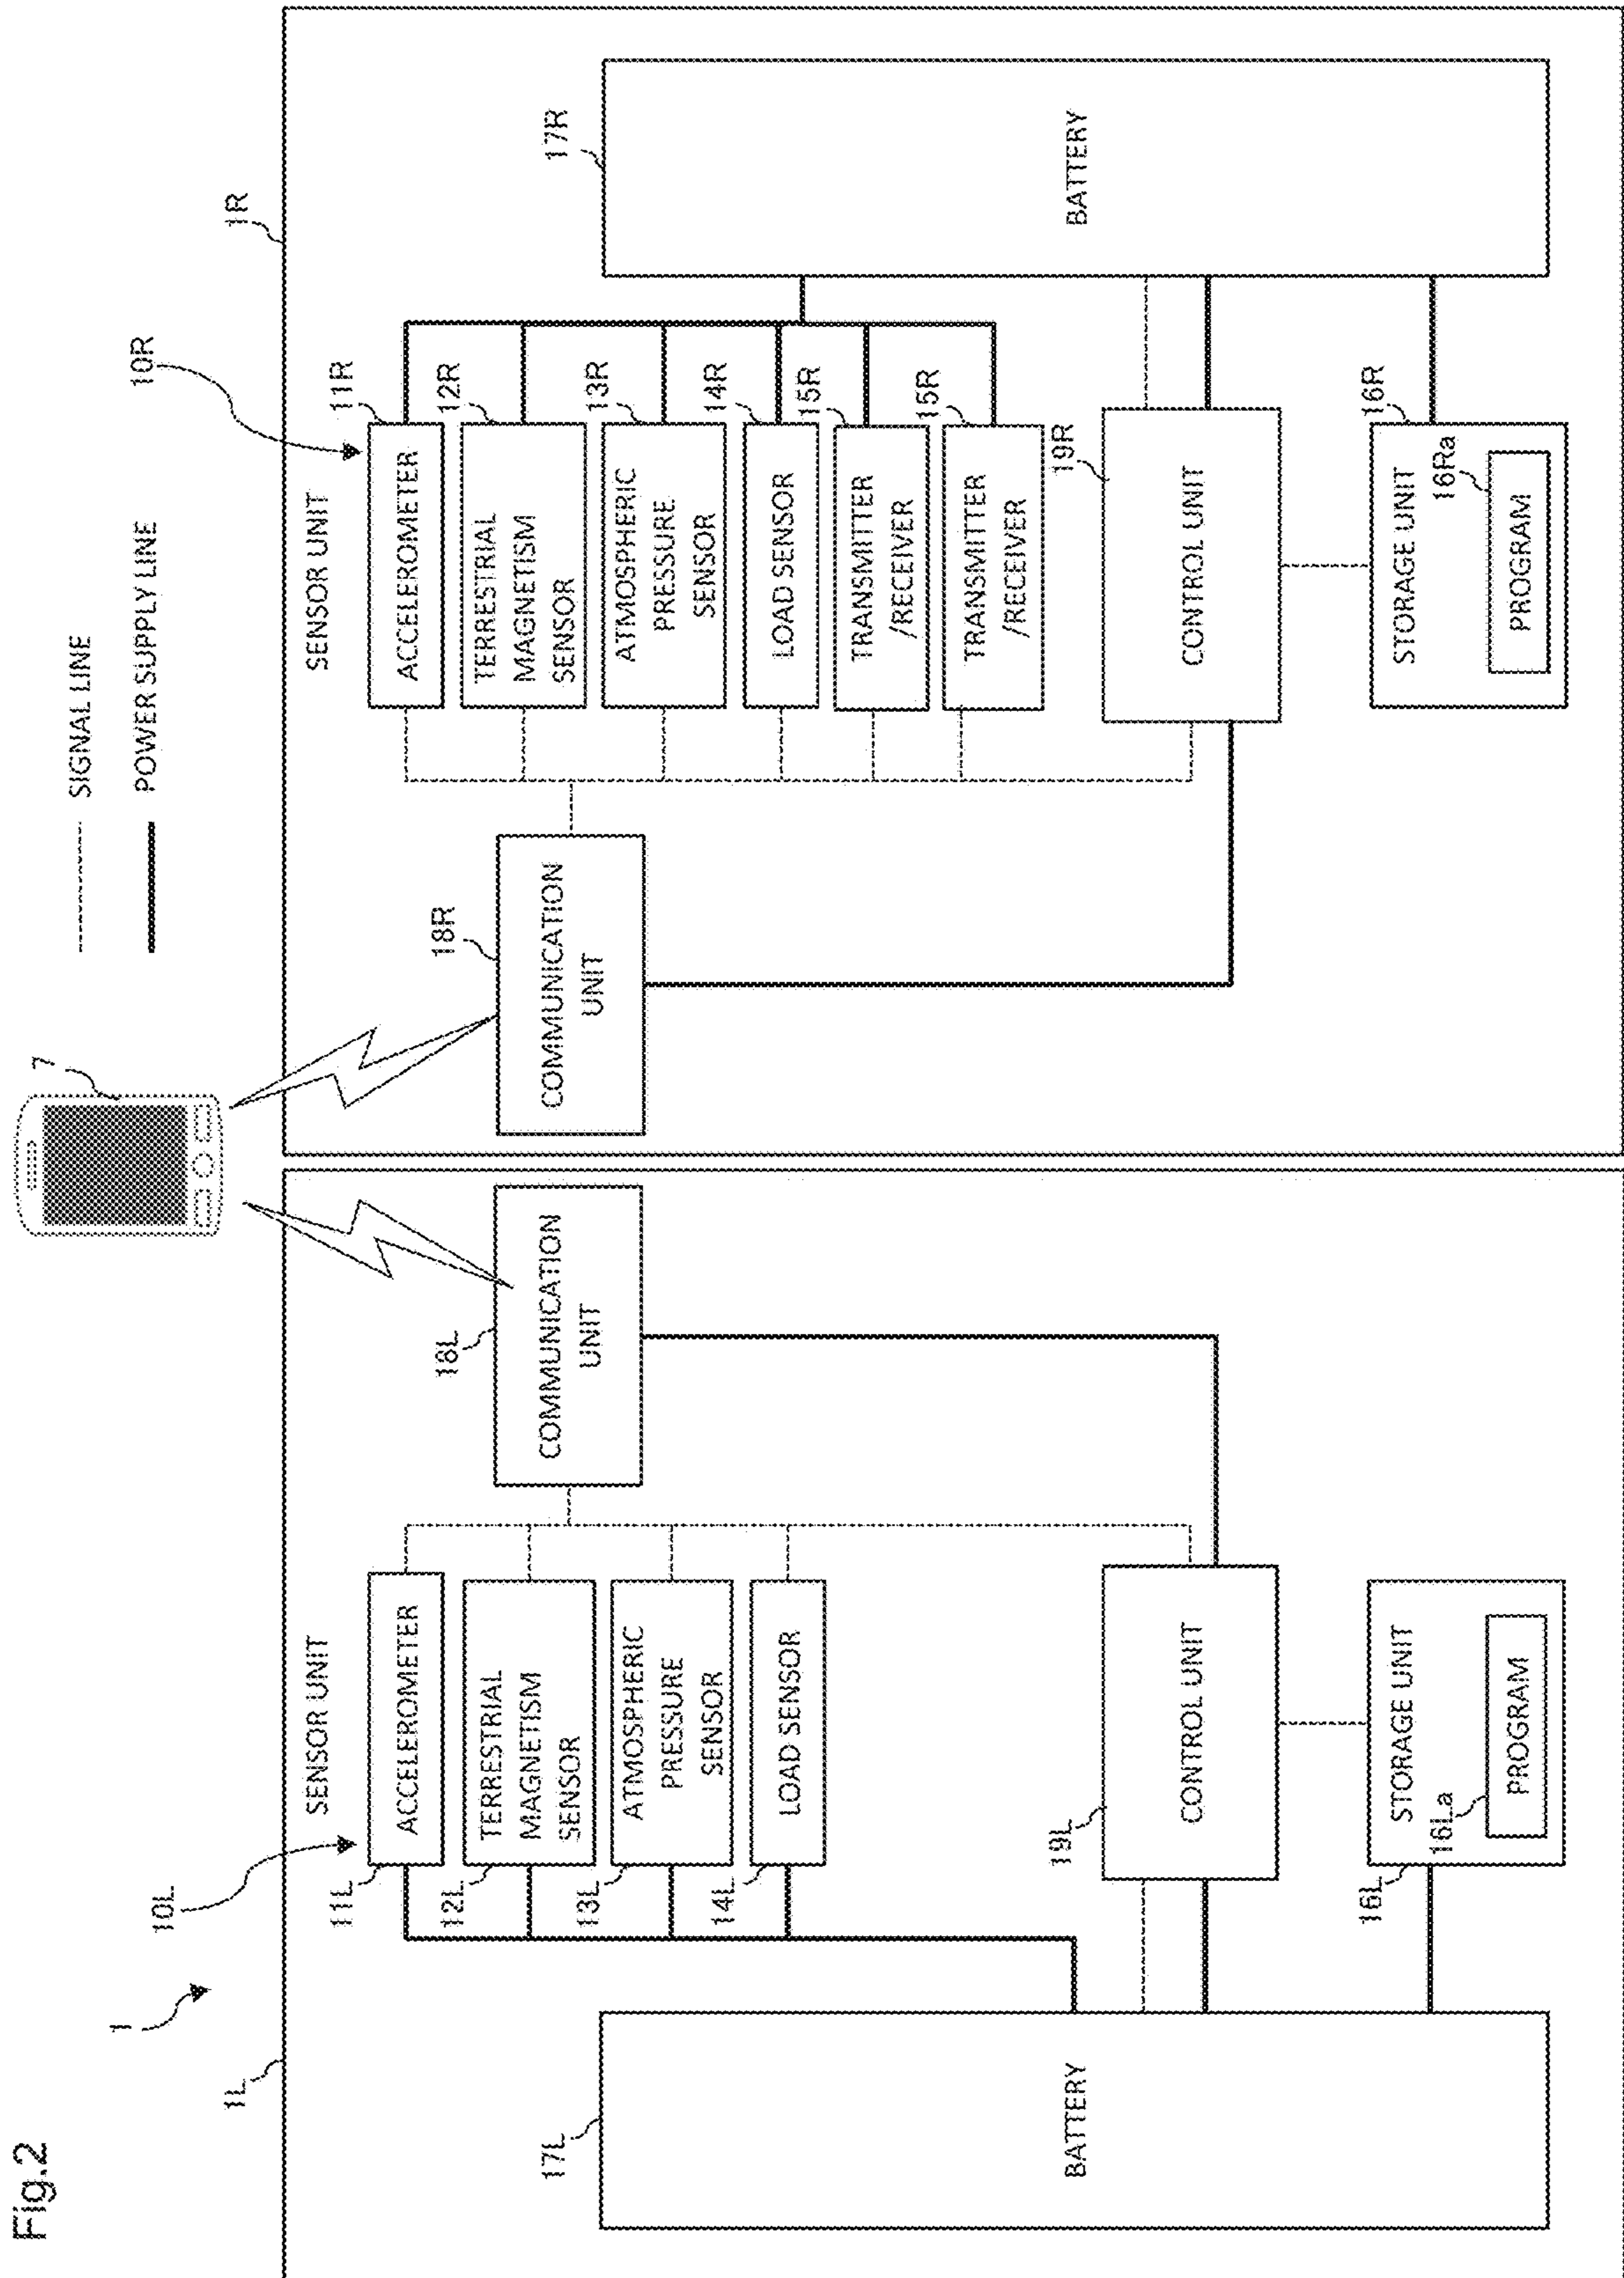 Fig.2
1
7
SIGNAL LINE
POWER SUPPLY LINE
1L
10L
SENSOR UNIT
11L
ACCELEROMETER
12L
TERRESTRIAL
MAGNETISM
SENSOR
13L
ATMOSPHERIC
PRESSURE
SENSOR
14L
LOAD SENSOR
18L
COMMUNICATION
UNIT
17L
BATTERY
19L
CONTROL UNIT
16L
STORAGE UNIT
16La
PROGRAM
1R
10R
SENSOR UNIT
11R
ACCELEROMETER
12R
TERRESTRIAL
MAGNETISM
SENSOR
13R
ATMOSPHERIC
PRESSURE
SENSOR
14R
LOAD SENSOR
15R
TRANSMITTER
/RECEIVER
15R
TRANSMITTER
/RECEIVER
18R
COMMUNICATION
UNIT
17R
BATTERY
19R
CONTROL UNIT
16R
STORAGE UNIT
16Ra
PROGRAM